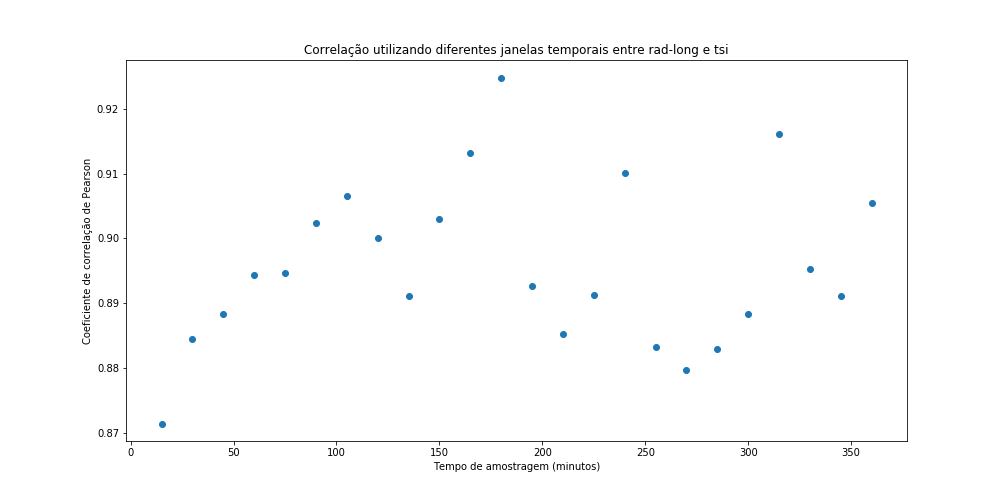 Correlação utilizando diferentes janelas temporais entre rad-long e tsi
Coeficiente de correlação de Pearson
0.92
0.91
0.90
0.89
0.88
0.87
0 50 100 150 200 250 300 350
Tempo de amostragem (minutos)